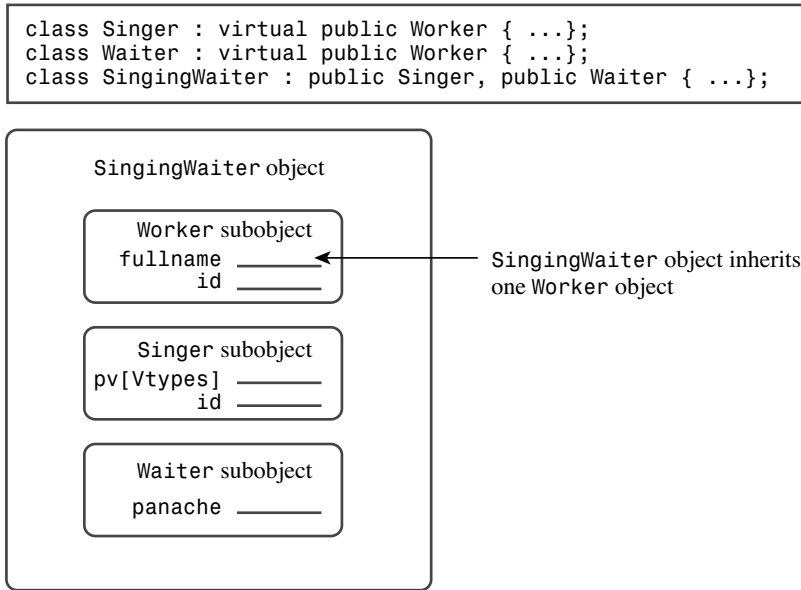 class Singer : virtual public Worker { ...};
class Waiter : virtual public Worker { ...};
class SingingWaiter : public Singer, public Waiter { ...};
SingingWaiter object
Worker subobject
fullname
id
SingingWaiter object inherits
one Worker object
Singer subobject
pv[Vtypes]
id
Waiter subobject
panache